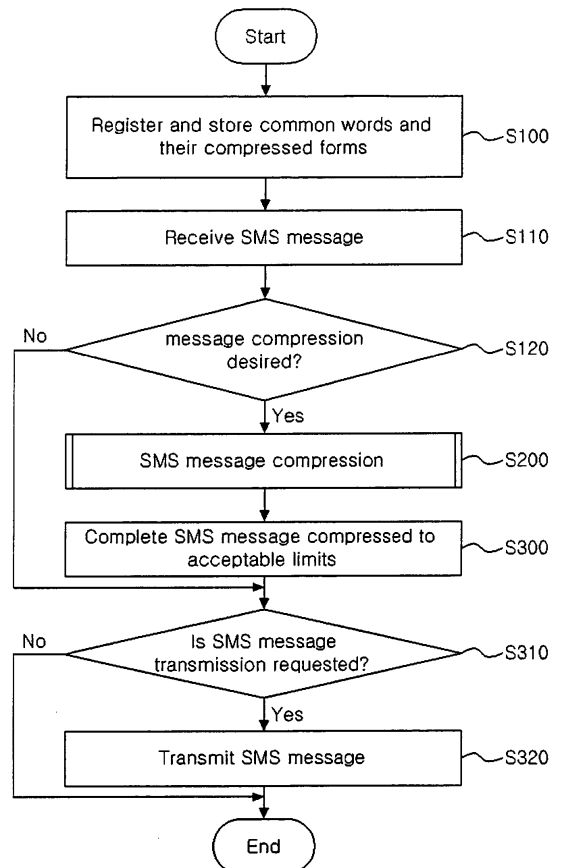 Start
Register and store common words and
their compressed forms
S100
Receive SMS message
S110
No
message compression
desired?
S120
Yes
SMS message compression
S200
Complete SMS message compressed to
acceptable limits
S300
No
Is SMS message
transmission requested?
S310
Yes
Transmit SMS message
S320
End